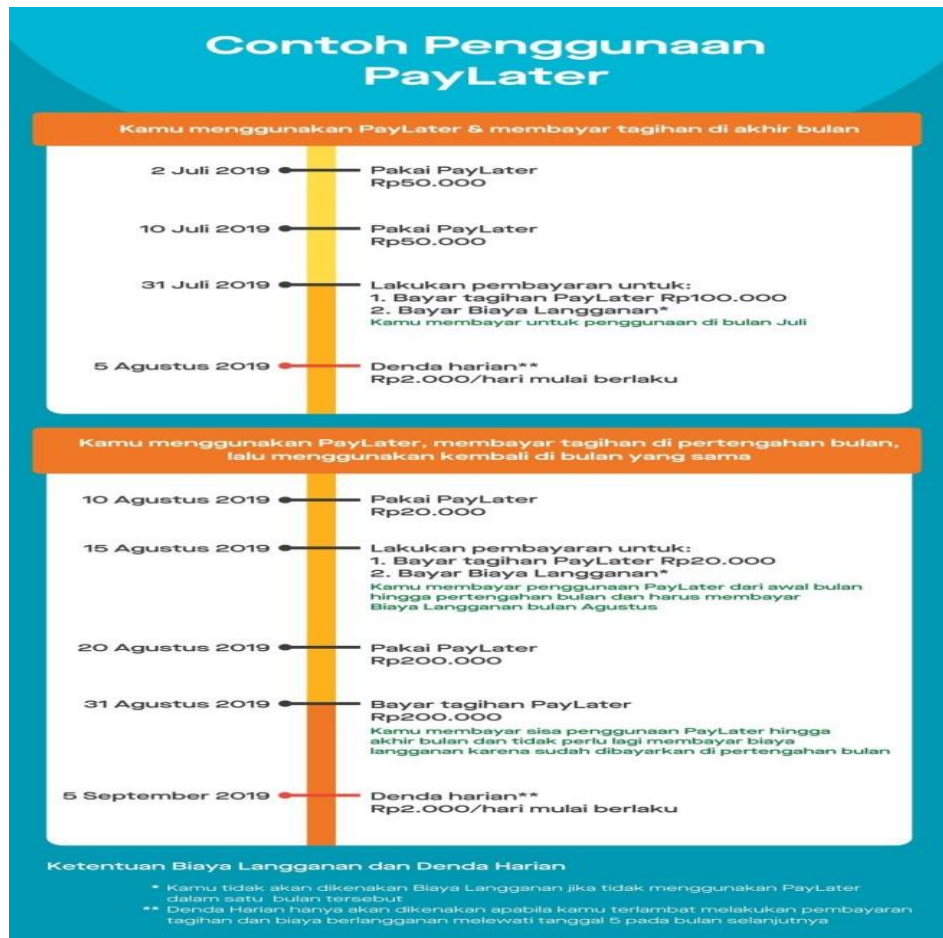 Contoh Penggunaan
PayLater
Kamu menggunakan PayLater & membayar tagihan di akhir bulan
2 Juli 2019
Pakai PayLater
Rp50.000
10 Juli 2019
Pakai PayLater
Rp50.000
31 Juli 2019
Lakukan pembayaran untuk:
1. Bayar tagihan PayLater Rp100.000
2. Bayar Biaya Langganan*
Kamu membayar untuk penggunaan di bulan Juli
5 Agustus 2019
Denda harian**
Rp2.000/hari mulai berlaku
Kamu menggunakan PayLater, membayar tagihan di pertengahan bulan,
lalu menggunakan kembali di bulan yang sama
10 Agustus 2019
Pakai PayLater
Rp20.000
15 Agustus 2019
Lakukan pembayaran untuk:
1. Bayar tagihan PayLater Rp20.000
2. Bayar Biaya Langganan*
Kamu membayar penggunaan PayLater dari awal bulan
hingga pertengahan bulan dan harus membayar
Biaya Langganan bulan Agustus
20 Agustus 2019
Pakai PayLater
Rp200.000
31 Agustus 2019
Bayar tagihan PayLater
Rp200.000
Kamu membayar sisa penggunaan PayLater hingga
akhir bulan dan tidak perlu lagi membayar biaya
langganan karena sudah dibayarkan di pertengahan bulan
5 September 2019
Denda harian**
Rp2.000/hari mulai berlaku
Ketentuan Biaya Langganan dan Denda Harian
* Kamu tidak akan dikenakan Biaya Langganan jika tidak menggunakan PayLater
dalam satu bulan tersebut
** Denda Harian hanya akan dikenakan apabila kamu terlambat melakukan pembayaran
tagihan dan biaya berlangganan melewati tanggal 5 pada bulan selanjutnya